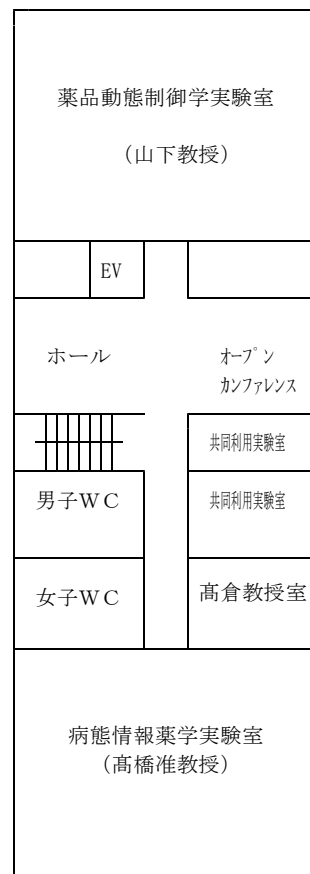 薬品動態制御学実験室
（山下教授）
EV
ホール
オープン
カンファレンス
共同利用実験室
男子ＷＣ
共同利用実験室
女子ＷＣ
髙倉教授室
病態情報薬学実験室
（髙橋准教授）